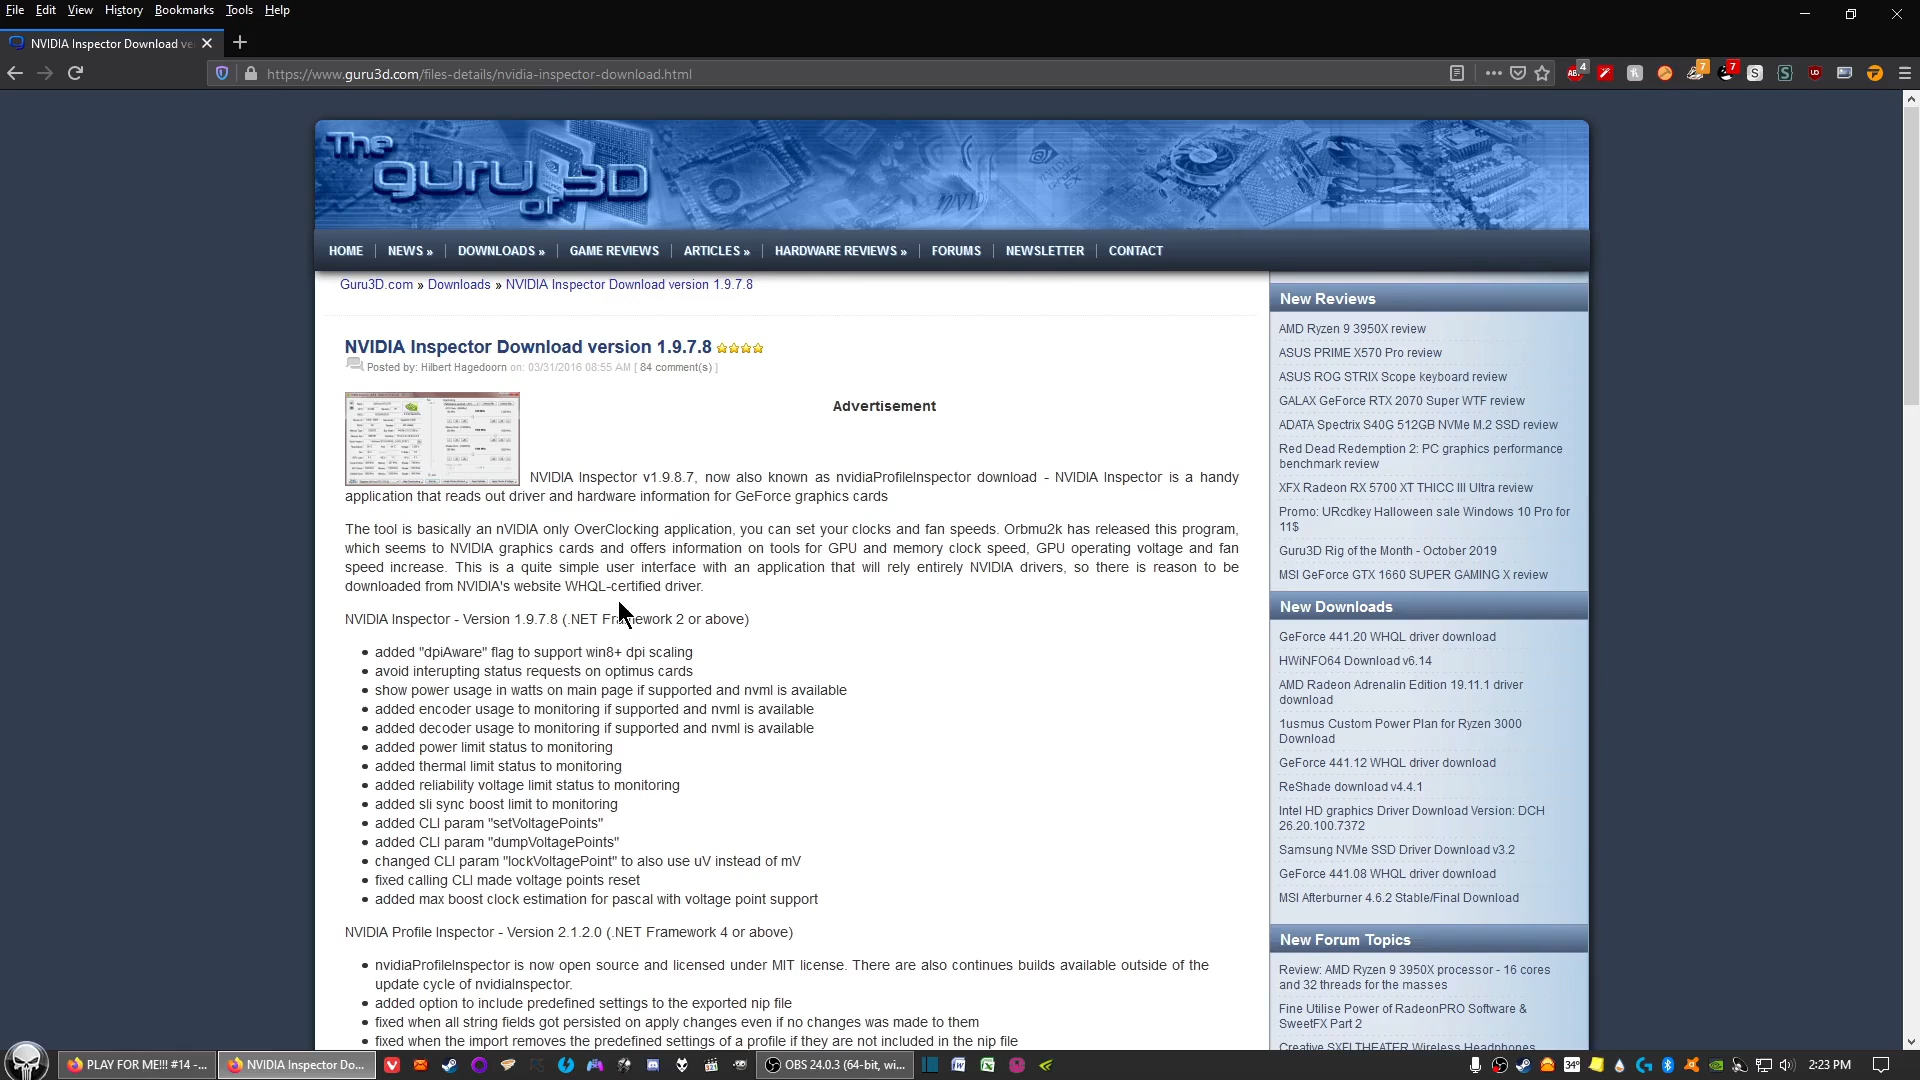 File Edit View History Bookmarks Tools Help
NVIDIA Inspector Download ve
https://www.guru3d.com/files-details/nvidia-inspector-download.html
4
7
7
The
guru 3D
of
HOME NEWS » DOWNLOADS » GAME REVIEWS ARTICLES » HARDWARE REVIEWS » FORUMS NEWSLETTER CONTACT
Guru3D.com » Downloads » NVIDIA Inspector Download version 1.9.7.8
NVIDIA Inspector Download version 1.9.7.8
Posted by: Hilbert Hagedoorn on: 03/31/2016 08:55 AM [ 84 comment(s) ]
Advertisement
NVIDIA Inspector v1.9.8.7, now also known as nvidiaProfileInspector download - NVIDIA Inspector is a handy
application that reads out driver and hardware information for GeForce graphics cards
The tool is basically an nVIDIA only OverClocking application, you can set your clocks and fan speeds. Orbmu2k has released this program,
which seems to NVIDIA graphics cards and offers information on tools for GPU and memory clock speed, GPU operating voltage and fan
speed increase. This is a quite simple user interface with an application that will rely entirely NVIDIA drivers, so there is reason to be
downloaded from NVIDIA's website WHQL-certified driver.
NVIDIA Inspector - Version 1.9.7.8 (.NET Framework 2 or above)
• added "dpiAware" flag to support win8+ dpi scaling
• avoid interupting status requests on optimus cards
• show power usage in watts on main page if supported and nvml is available
• added encoder usage to monitoring if supported and nvml is available
• added decoder usage to monitoring if supported and nvml is available
• added power limit status to monitoring
• added thermal limit status to monitoring
• added reliability voltage limit status to monitoring
• added sli sync boost limit to monitoring
• added CLI param "setVoltagePoints"
• added CLI param "dumpVoltagePoints"
• changed CLI param "lockVoltagePoint" to also use uV instead of mV
• fixed calling CLI made voltage points reset
• added max boost clock estimation for pascal with voltage point support
NVIDIA Profile Inspector - Version 2.1.2.0 (.NET Framework 4 or above)
• nvidiaProfileInspector is now open source and licensed under MIT license. There are also continues builds available outside of the
update cycle of nvidiaInspector.
• added option to include predefined settings to the exported nip file
• fixed when all string fields got persisted on apply changes even if no changes was made to them
• fixed when the import removes the predefined settings of a profile if they are not included in the nip file
New Reviews
AMD Ryzen 9 3950X review
ASUS PRIME X570 Pro review
ASUS ROG STRIX Scope keyboard review
GALAX GeForce RTX 2070 Super WTF review
ADATA Spectrix S40G 512GB NVMe M.2 SSD review
Red Dead Redemption 2: PC graphics performance
benchmark review
XFX Radeon RX 5700 XT THICC III Ultra review
Promo: URcdkey Halloween sale Windows 10 Pro for
11$
Guru3D Rig of the Month - October 2019
MSI GeForce GTX 1660 SUPER GAMING X review
New Downloads
GeForce 441.20 WHQL driver download
HWiNFO64 Download v6.14
AMD Radeon Adrenalin Edition 19.11.1 driver
download
1usmus Custom Power Plan for Ryzen 3000
Download
GeForce 441.12 WHQL driver download
ReShade download v4.4.1
Intel HD graphics Driver Download Version: DCH
26.20.100.7372
Samsung NVMe SSD Driver Download v3.2
GeForce 441.08 WHQL driver download
MSI Afterburner 4.6.2 Stable/Final Download
New Forum Topics
Review: AMD Ryzen 9 3950X processor - 16 cores
and 32 threads for the masses
Fine Utilise Power of RadeonPRO Software &
SweetFX Part 2
Creative SXFI THEATER Wireless Headphones
PLAY FOR ME!!! #14 -...
NVIDIA Inspector Do...
OBS 24.0.3 (64-bit, wi...
34°
2:23 PM